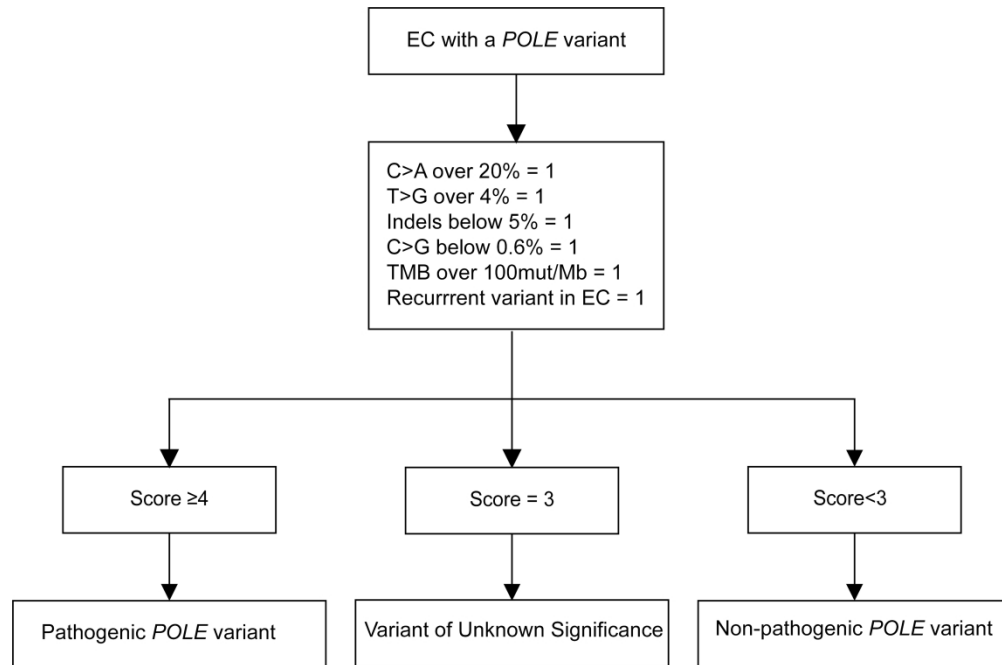 EC with a POLE variant
C>A over 20% = 1
T>G over 4% = 1
Indels below 5% = 1
C>G below 0.6% = 1
TMB over 100mut/Mb = 1
Recurrrent variant in EC = 1
Score ≥4
Score = 3
Score<3
Pathogenic POLE variant
Variant of Unknown Significance
Non-pathogenic POLE variant